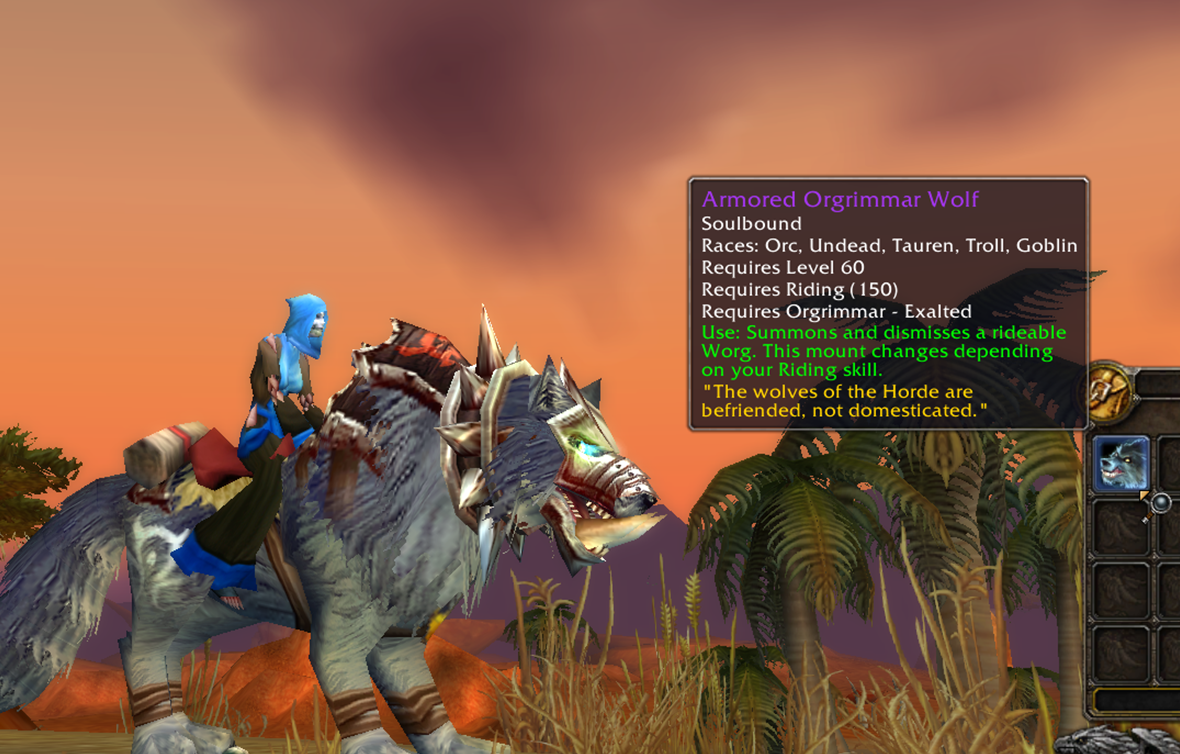 Armored Orgrimmar Wolf
Soulbound
Races: Orc, Undead, Tauren, Troll, Goblin
Requires Level 60
Requires Riding (150)
Requires Orgrimmar - Exalted
Use: Summons and dismisses a rideable
Worg. This mount changes depending
on your Riding skill.
"The wolves of the Horde are
befriended, not domesticated."